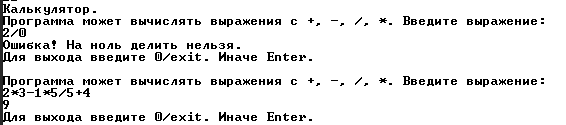 Калькулятор.
Программа может вычислять выражения с +, -, /, *. Введите выражение:
2/0
Ошибка! На ноль делить нельзя.
Для выхода введите 0/exit. Иначе Enter.
Программа может вычислять выражения с +, -, /, *. Введите выражение:
2*3-1*5/5+4
9
Для выхода введите 0/exit. Иначе Enter.